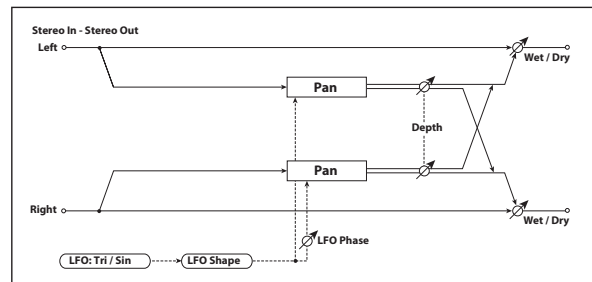 Stereo In - Stereo Out
Left
Wet / Dry
Pan
Depth
Pan
Right
Wet / Dry
LFO Phase
LFO: Tri / Sin
LFO Shape